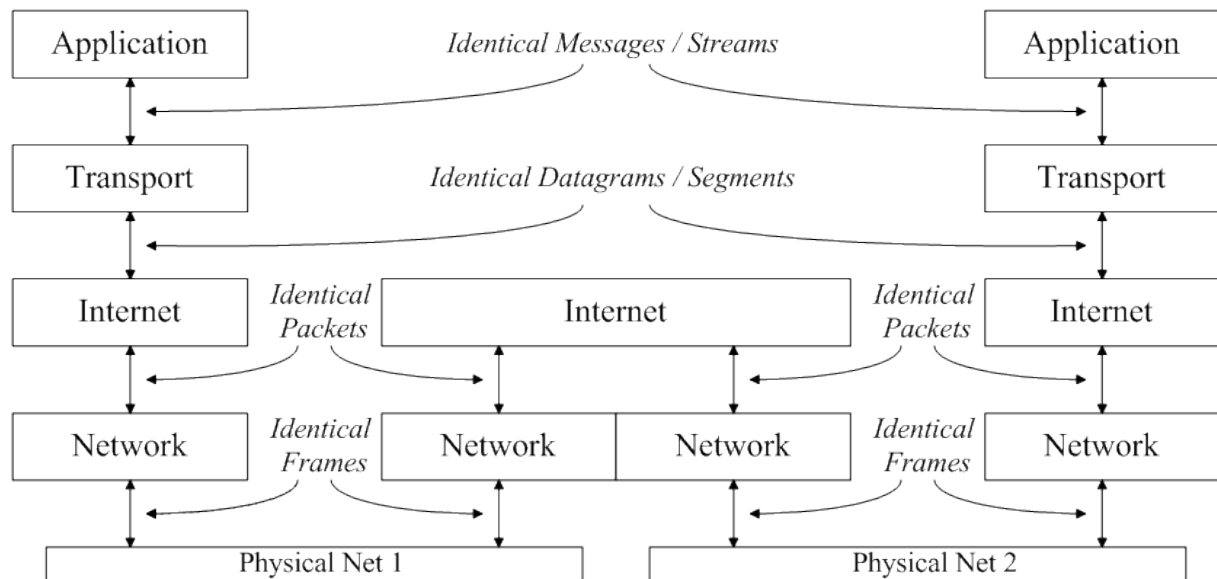 Application
Identical Messages / Streams
Application
Transport
Identical Datagrams / Segments
Transport
Internet
Identical
Packets
Internet
Identical
Packets
Internet
Network
Identical
Frames
Network
Network
Identical
Frames
Network
Physical Net 1
Physical Net 2